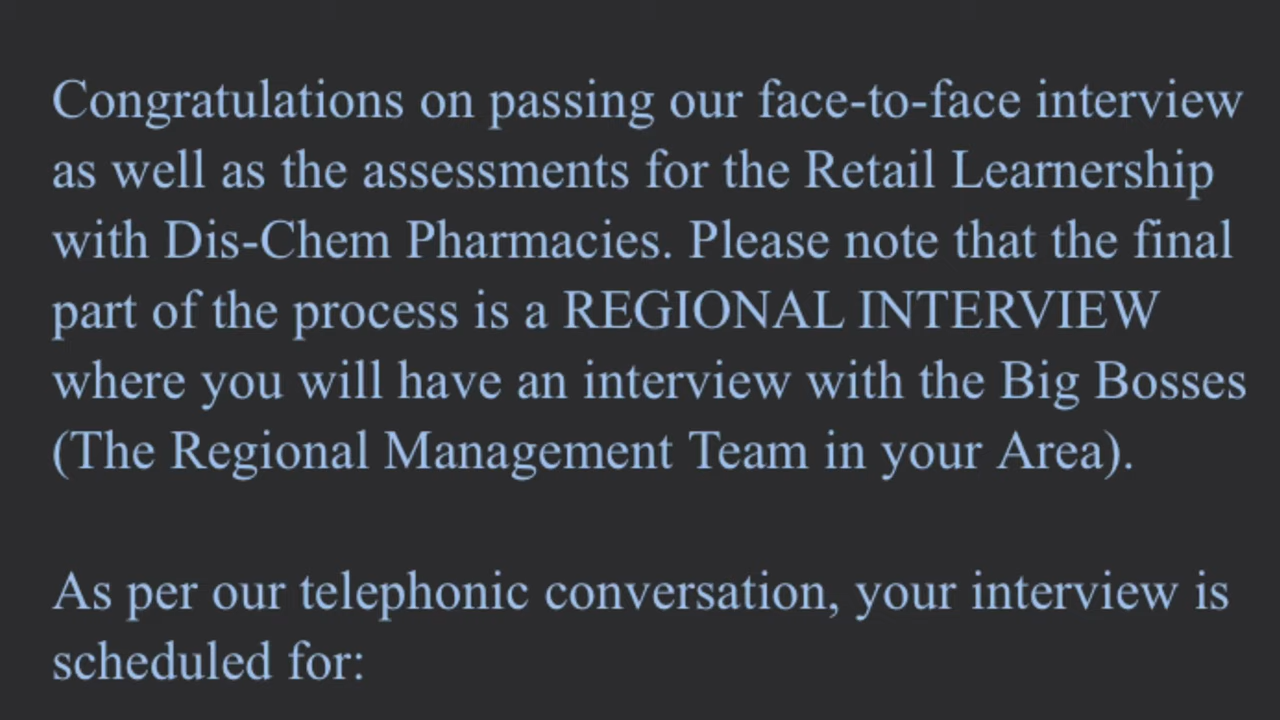 Congratulations on passing our face-to-face interview
as well as the assessments for the Retail Learnership
with Dis-Chem Pharmacies. Please note that the final
part of the process is a REGIONAL INTERVIEW
where you will have an interview with the Big Bosses
(The Regional Management Team in your Area).
As per our telephonic conversation, your interview is
scheduled for: